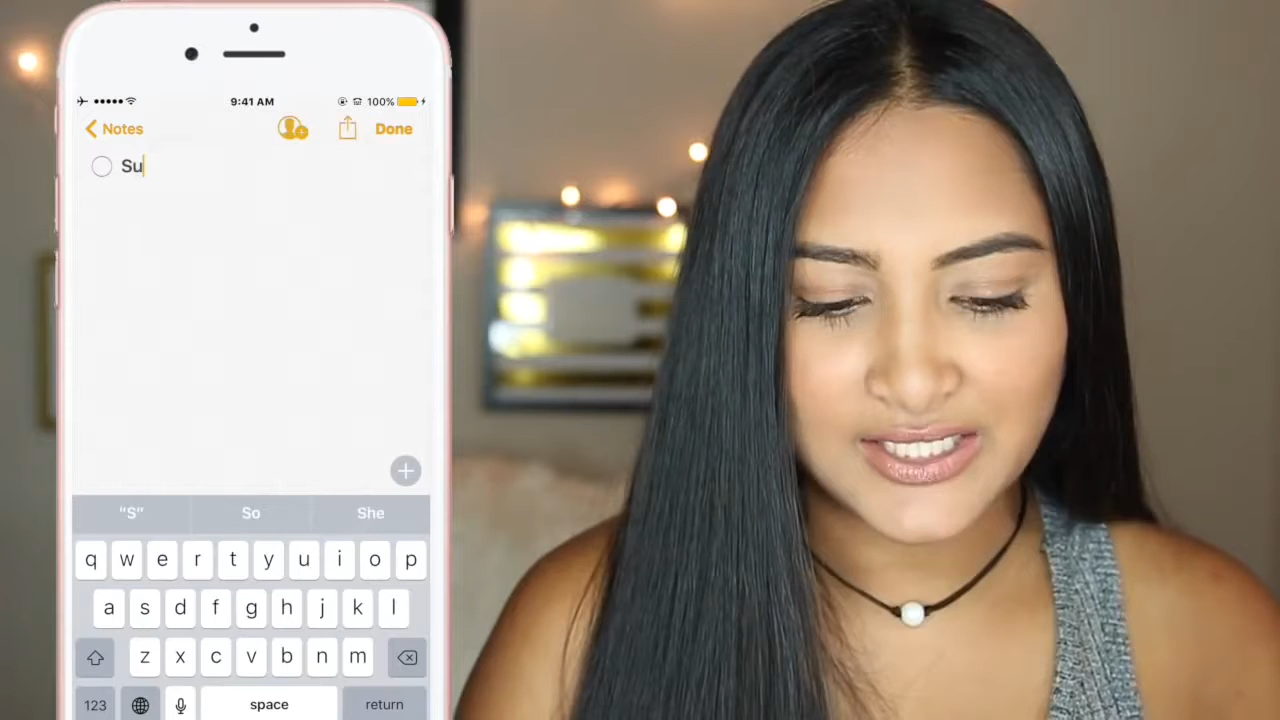 9:41 AM 100%
Notes Done
Su
“S” So She
q w e r t y u i o p
a s d f g h j k l
z x c v b n m
123 space return